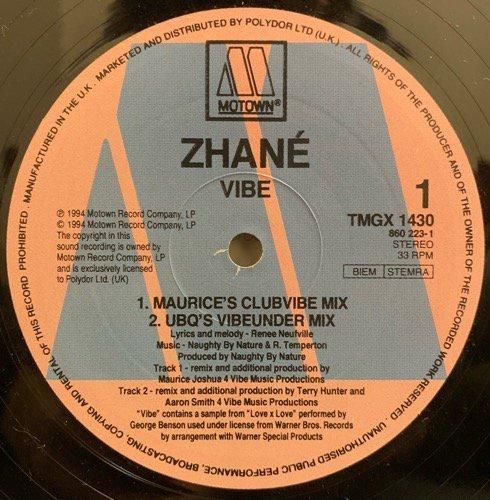 MANUFACTURED IN THE U.K. MARKETED AND DISTRIBUTED BY POLYDOR LTD (U.K.) - ALL RIGHTS OF THE PRODUCER AND OF THE OWNER OF THE RECORDED WORK RESERVED - UNAUTHORISED PUBLIC PERFORMANCE, BROADCASTING, COPYING AND RENTAL OF THIS RECORD PROHIBITED.
MOTOWN®
ZHANÉ
VIBE
1
TMGX 1430
860 223-1
STEREO
33 RPM
BIEM STEMRA
℗ 1994 Motown Record Company, LP
© 1994 Motown Record Company, LP
The copyright in this
sound recording is owned by
Motown Record Company, LP
and is exclusively licensed
to Polydor Ltd. (UK)
1. MAURICE'S CLUBVIBE MIX
2. UBQ'S VIBEUNDER MIX
Lyrics and melody - Renee Neufville
Music - Naughty By Nature & R. Temperton
Produced by Naughty By Nature
Track 1 - remix and additional production by
Maurice Joshua 4 Vibe Music Productions
Track 2 - remix and additional production by Terry Hunter and
Aaron Smith 4 Vibe Music Productions
"Vibe" contains a sample from "Love x Love" performed by
George Benson used under license from Warner Bros. Records
by arrangement with Warner Special Products